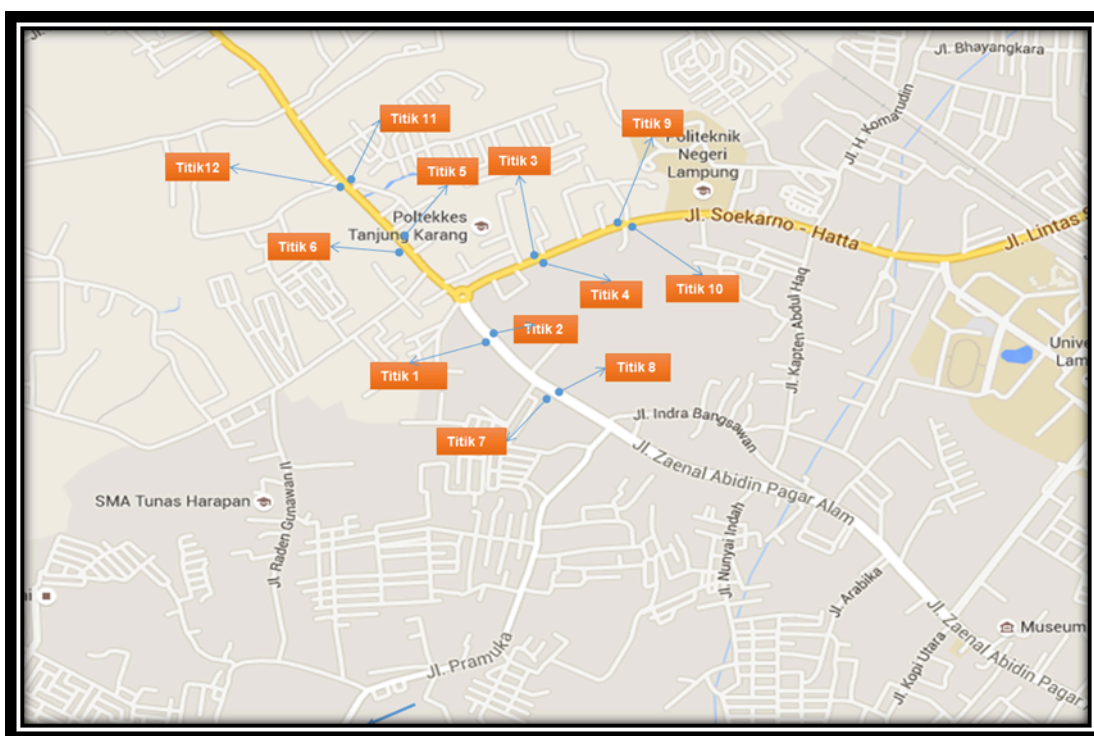 Jl. Bhayangkara
Titik 11
Titik 9
Politeknik
Negeri
Lampung
Jl. H. Komarudin
Titik12
Titik 5
Titik 3
Poltekkes
Tanjung Karang
Jl. Soekarno - Hatta
Jl. Lintas S
Titik 6
Titik 4
Titik 10
Jl. Kapten Abdul Haq
Titik 2
Unive
Lam
Titik 1
Titik 8
Jl. Indra Bangsawan
Titik 7
Jl. Zaenal Abidin Pagar Alam
SMA Tunas Harapan
Jl. Raden Gunawan II
Jl. Nunyai Indah
Jl. Arabika
Jl. Zaenal Abidin Pagar A
Museum
Jl. Kopi Utara
Jl. Pramuka